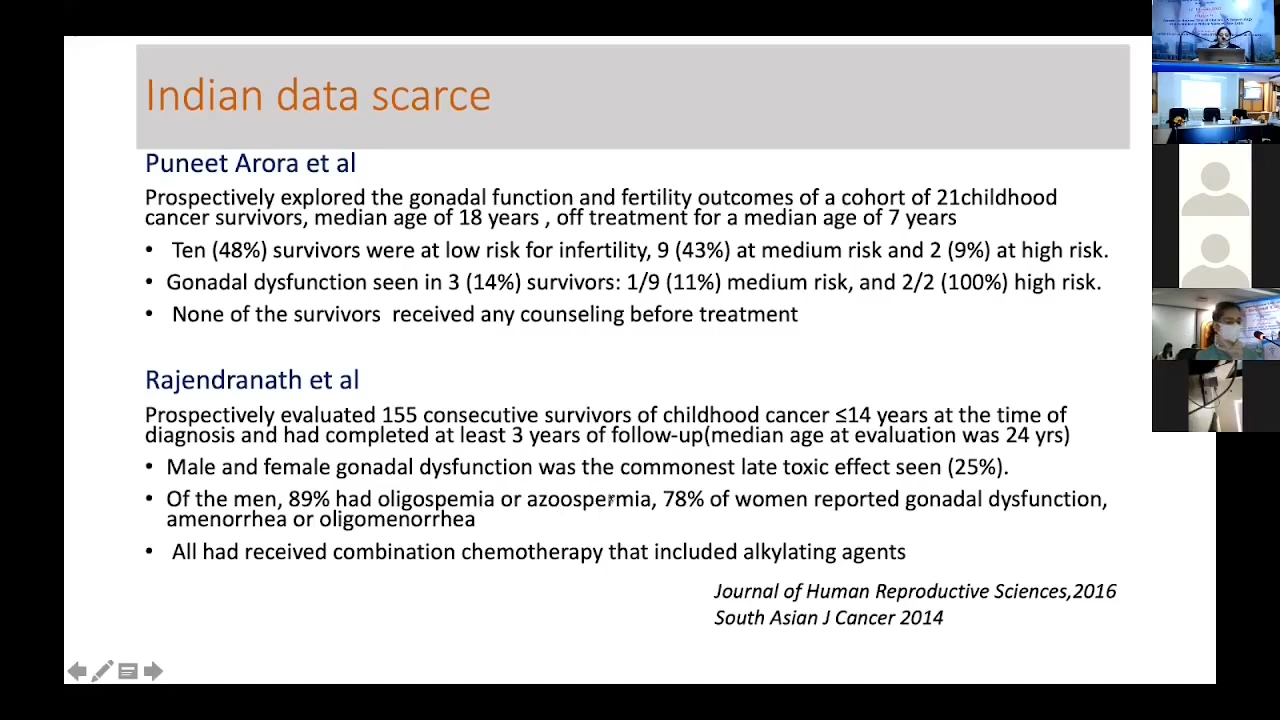 Indian data scarce
Puneet Arora et al
Prospectively explored the gonadal function and fertility outcomes of a cohort of 21childhood
cancer survivors, median age of 18 years , off treatment for a median age of 7 years
• Ten (48%) survivors were at low risk for infertility, 9 (43%) at medium risk and 2 (9%) at high risk.
• Gonadal dysfunction seen in 3 (14%) survivors: 1/9 (11%) medium risk, and 2/2 (100%) high risk.
• None of the survivors received any counseling before treatment
Rajendranath et al
Prospectively evaluated 155 consecutive survivors of childhood cancer ≤14 years at the time of
diagnosis and had completed at least 3 years of follow-up(median age at evaluation was 24 yrs)
• Male and female gonadal dysfunction was the commonest late toxic effect seen (25%).
• Of the men, 89% had oligospemia or azoospermia, 78% of women reported gonadal dysfunction,
amenorrhea or oligomenorrhea
• All had received combination chemotherapy that included alkylating agents
Journal of Human Reproductive Sciences,2016
South Asian J Cancer 2014